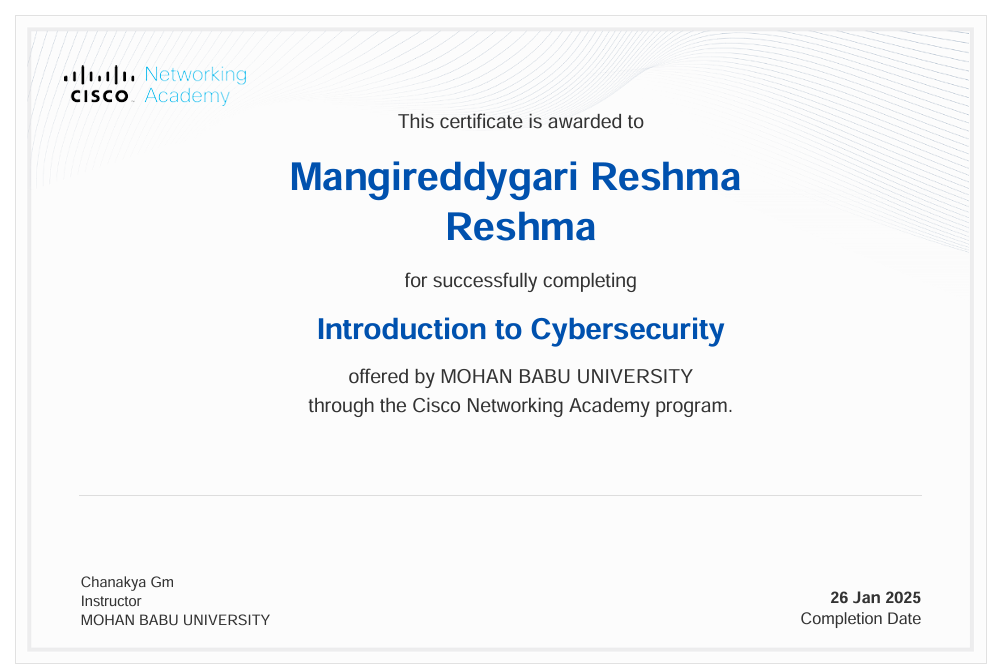 CISCO Networking
Academy
This certificate is awarded to
Mangireddygari Reshma
Reshma
for successfully completing
Introduction to Cybersecurity
offered by MOHAN BABU UNIVERSITY
through the Cisco Networking Academy program.
Chanakya Gm
Instructor
MOHAN BABU UNIVERSITY
26 Jan 2025
Completion Date